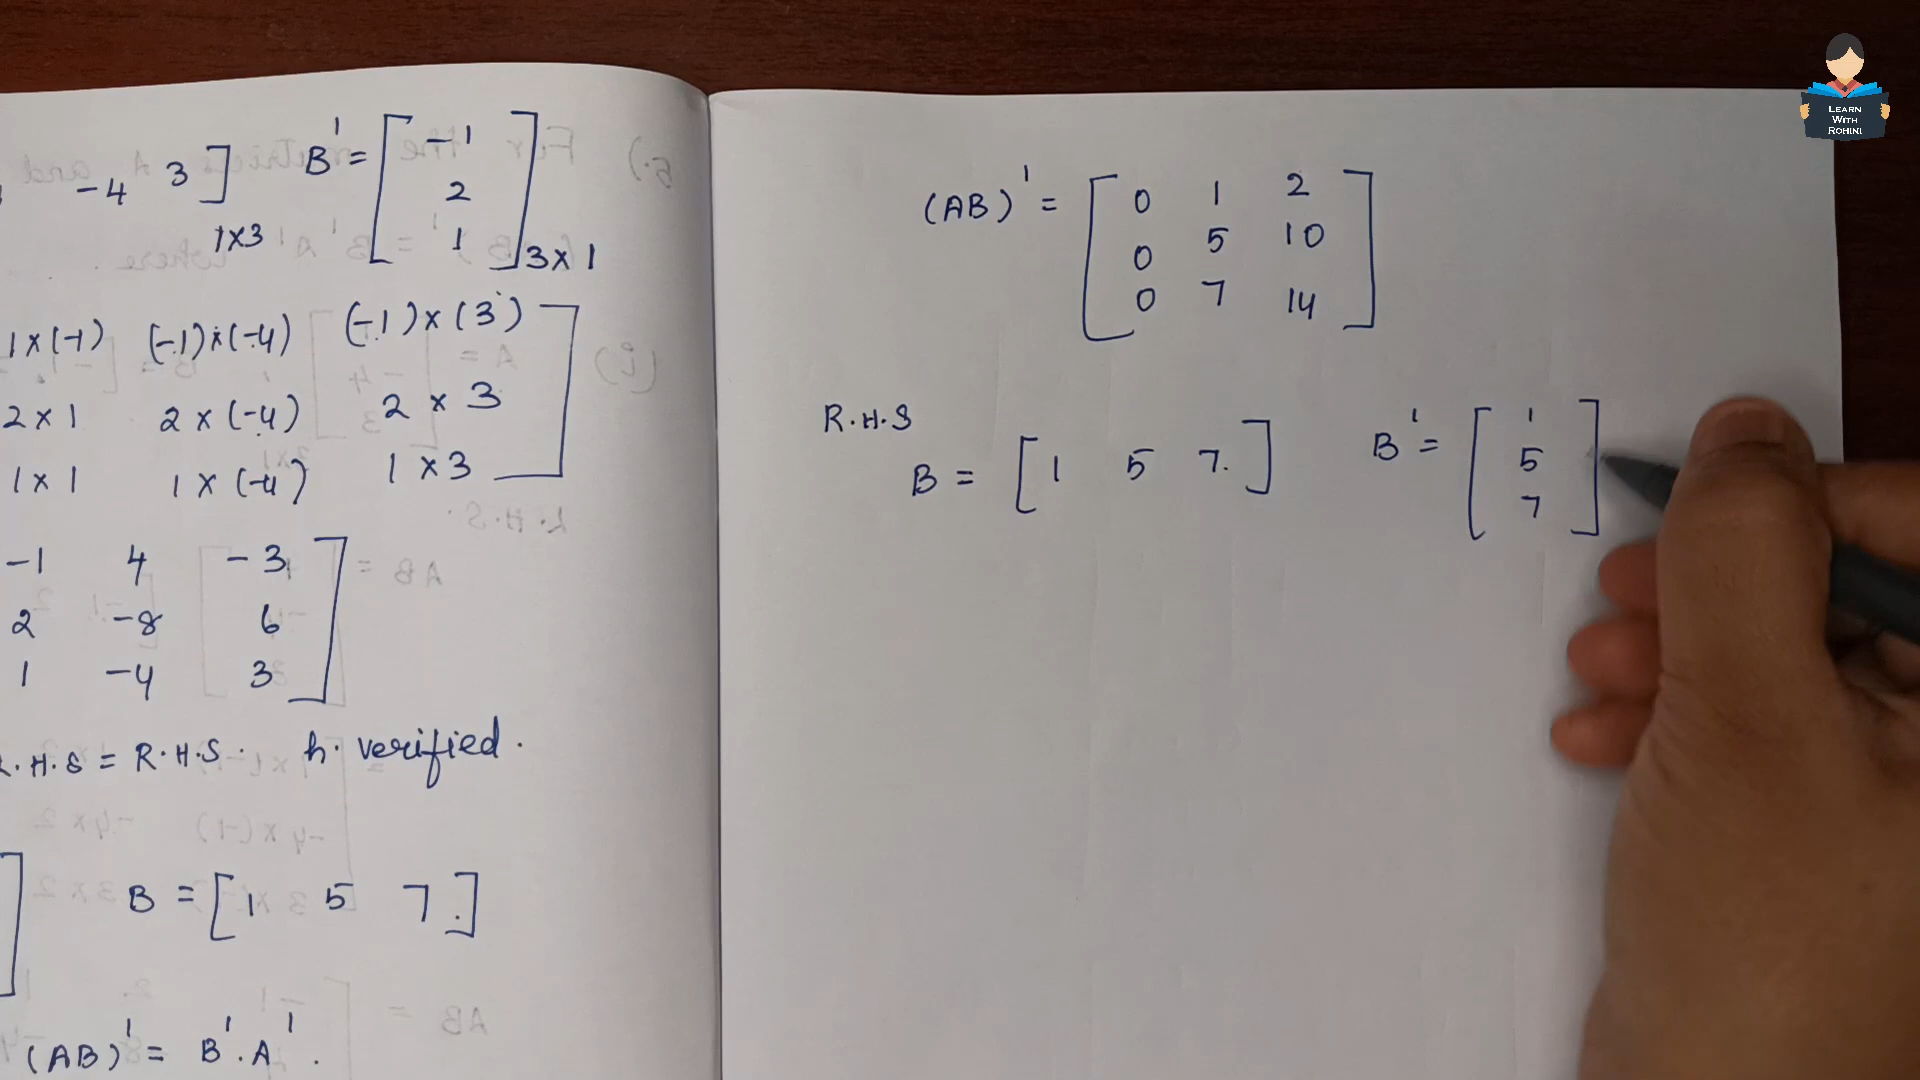 -4 3] 1x3 B' = [-1
2
1] 3x1
1x(-1) (-1)x(-4) (-1)x(3)
2x1 2x(-4) 2x3
1x1 1x(-4) 1x3
-1 4 -3
2 -8 6
1 -4 3
L.H.S = R.H.S. h. verified.
B = [1 5 7.]
(AB)' = B'.A'.
(AB)' = [0 1 2
0 5 10
0 7 14]
R.H.S
B = [1 5 7.] B' = [1
5
7]
LEARN
WITH
ROHINI